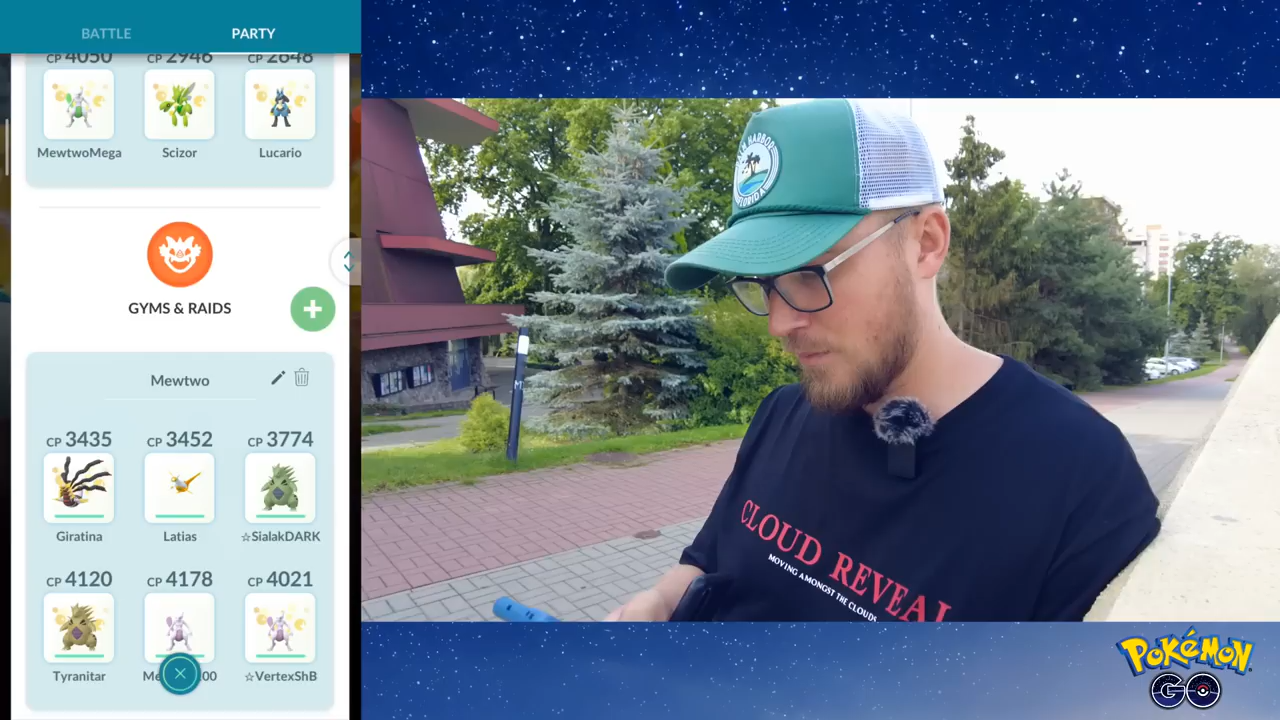 BATTLE PARTY
CP 4050 CP 2946 CP 2648
MewtwoMega Scizor Lucario
GYMS & RAIDS
Mewtwo
CP 3435 CP 3452 CP 3774
Giratina Latias ☆SialakDARK
CP 4120 CP 4178 CP 4021
Tyranitar Me 00 ☆VertexShB
CLOUD REVEAL
MOVING AMONGST THE CLOUDS
POKÉMON
GO